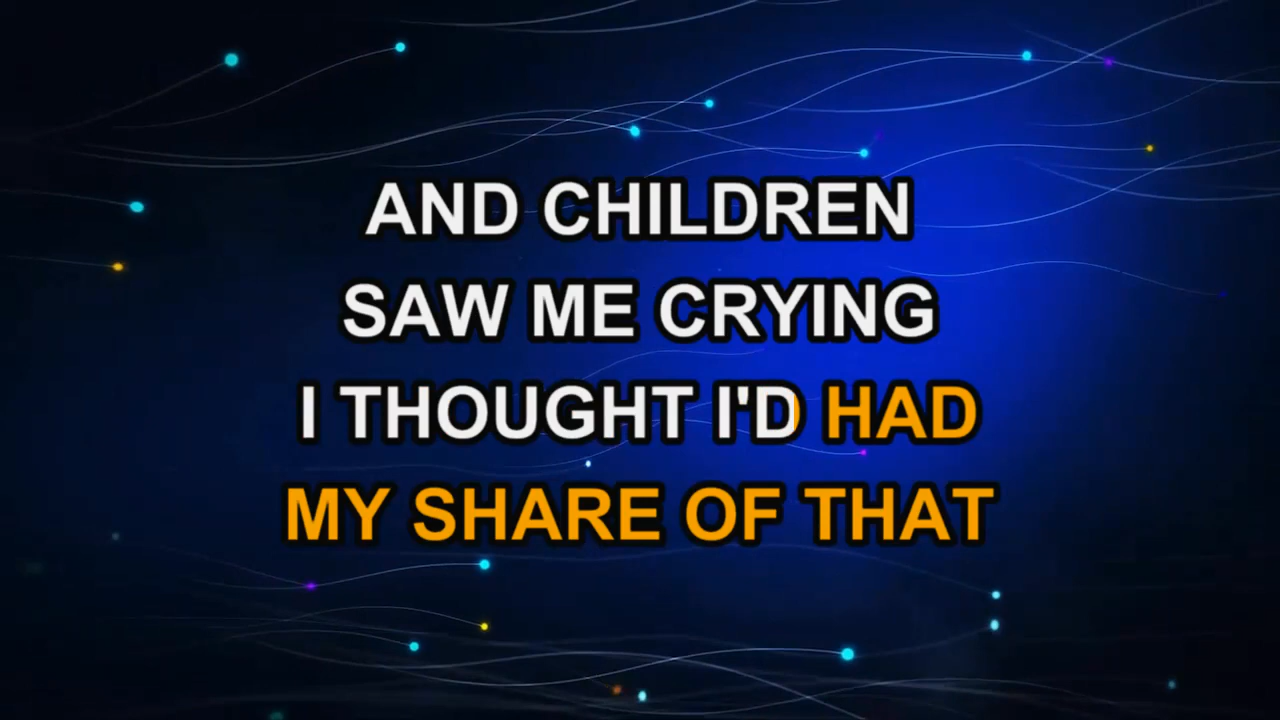 AND CHILDREN
SAW ME CRYING
I THOUGHT I'D HAD
MY SHARE OF THAT